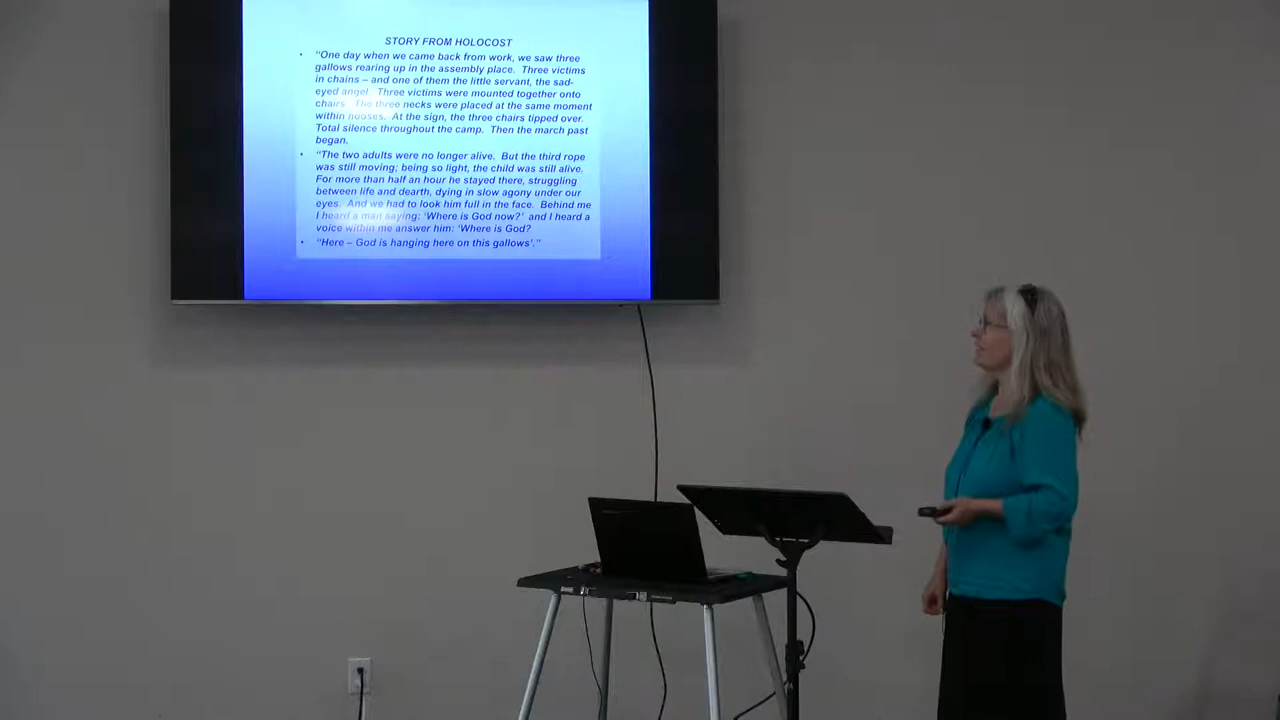 STORY FROM HOLOCOST
• "One day when we came back from work, we saw three
gallows rearing up in the assembly place. Three victims
in chains – and one of them the little servant, the sad-
eyed angel. Three victims were mounted together onto
chairs. The three necks were placed at the same moment
within nooses. At the sign, the three chairs tipped over.
Total silence throughout the camp. Then the march past
began.
• "The two adults were no longer alive. But the third rope
was still moving; being so light, the child was still alive.
For more than half an hour he stayed there, struggling
between life and dearth, dying in slow agony under our
eyes. And we had to look him full in the face. Behind me
I heard a man saying: 'Where is God now?' and I heard a
voice within me answer him: 'Where is God?
• "Here – God is hanging here on this gallows'."